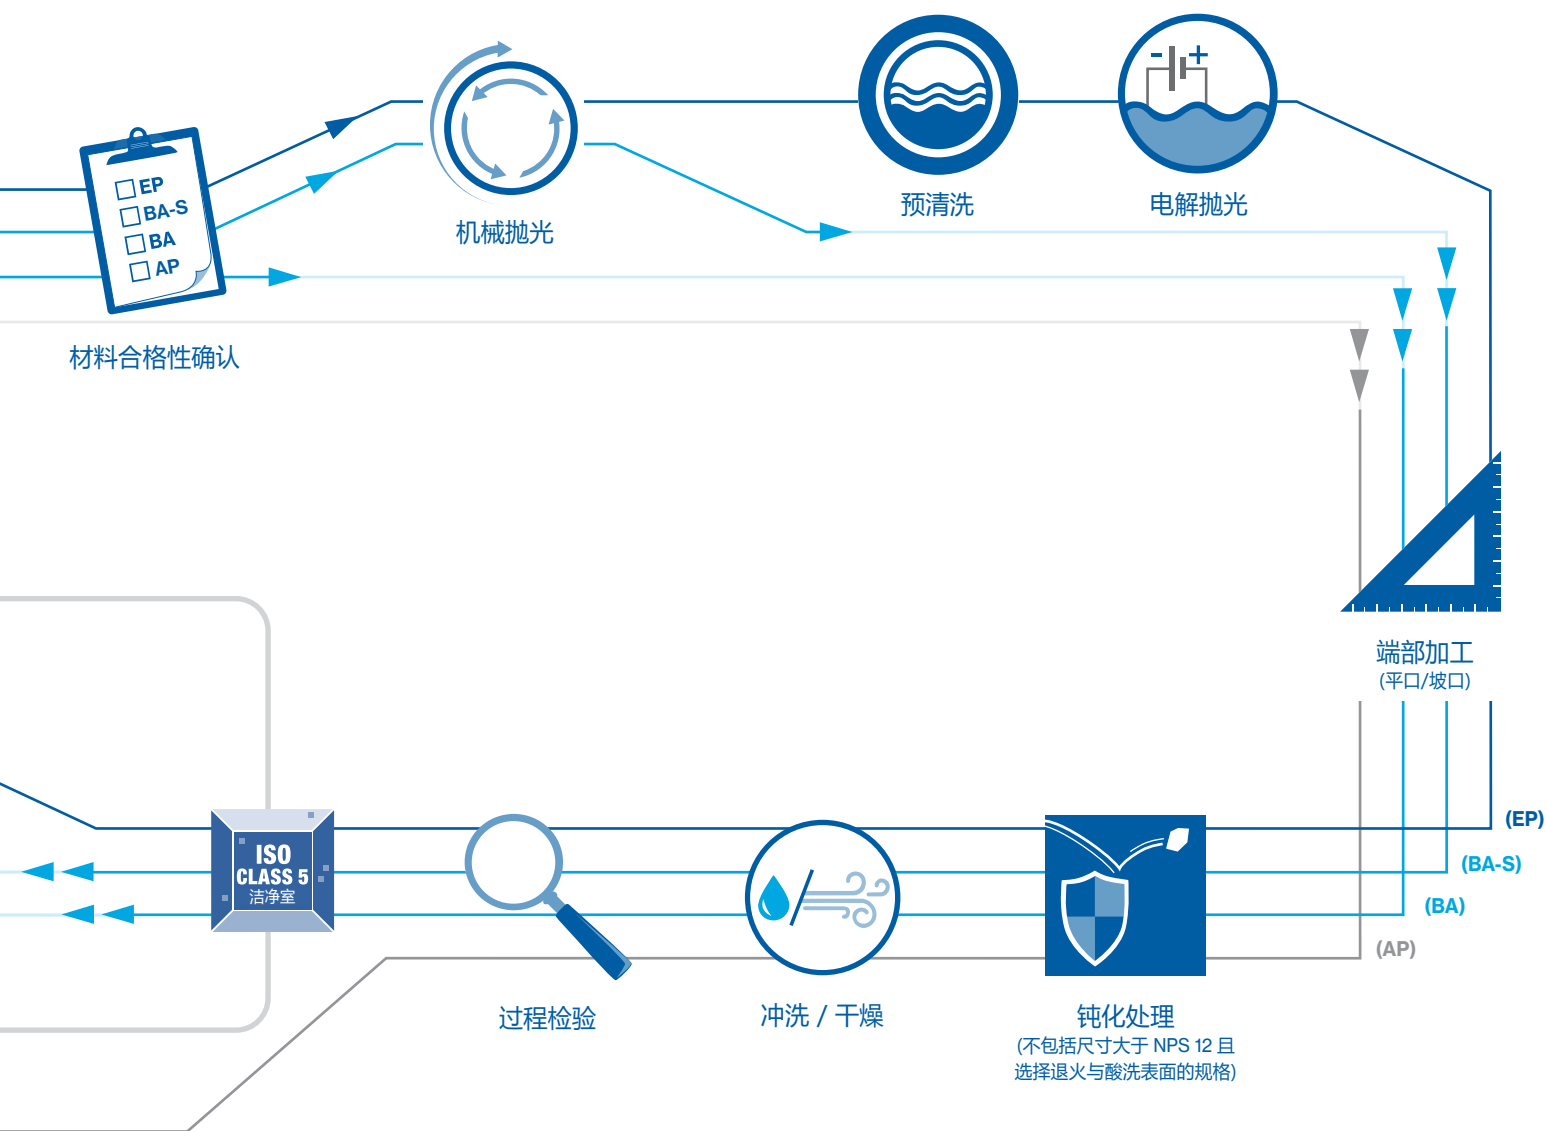 EP
BA-S
BA
AP
材料合格性确认
机械抛光
- +
预清洗
电解抛光
端部加工
(平口/坡口)
(EP)
(BA-S)
(BA)
(AP)
ISO
CLASS 5
洁净室
过程检验
冲洗 / 干燥
钝化处理
(不包括尺寸大于 NPS 12 且
选择退火与酸洗表面的规格)